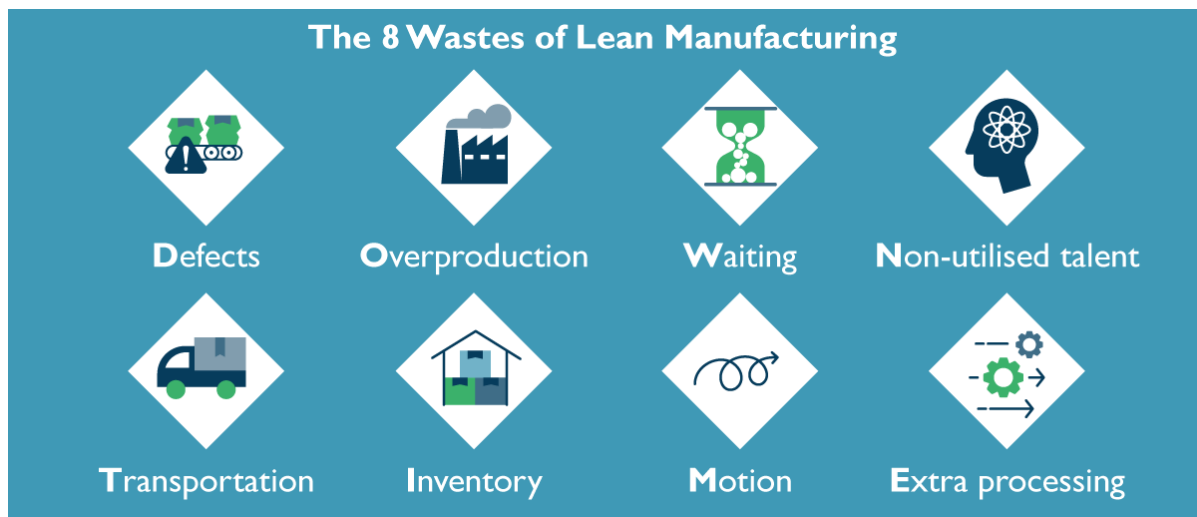 The 8 Wastes of Lean Manufacturing
Defects
Overproduction
Waiting
Non-utilised talent
Transportation
Inventory
Motion
Extra processing